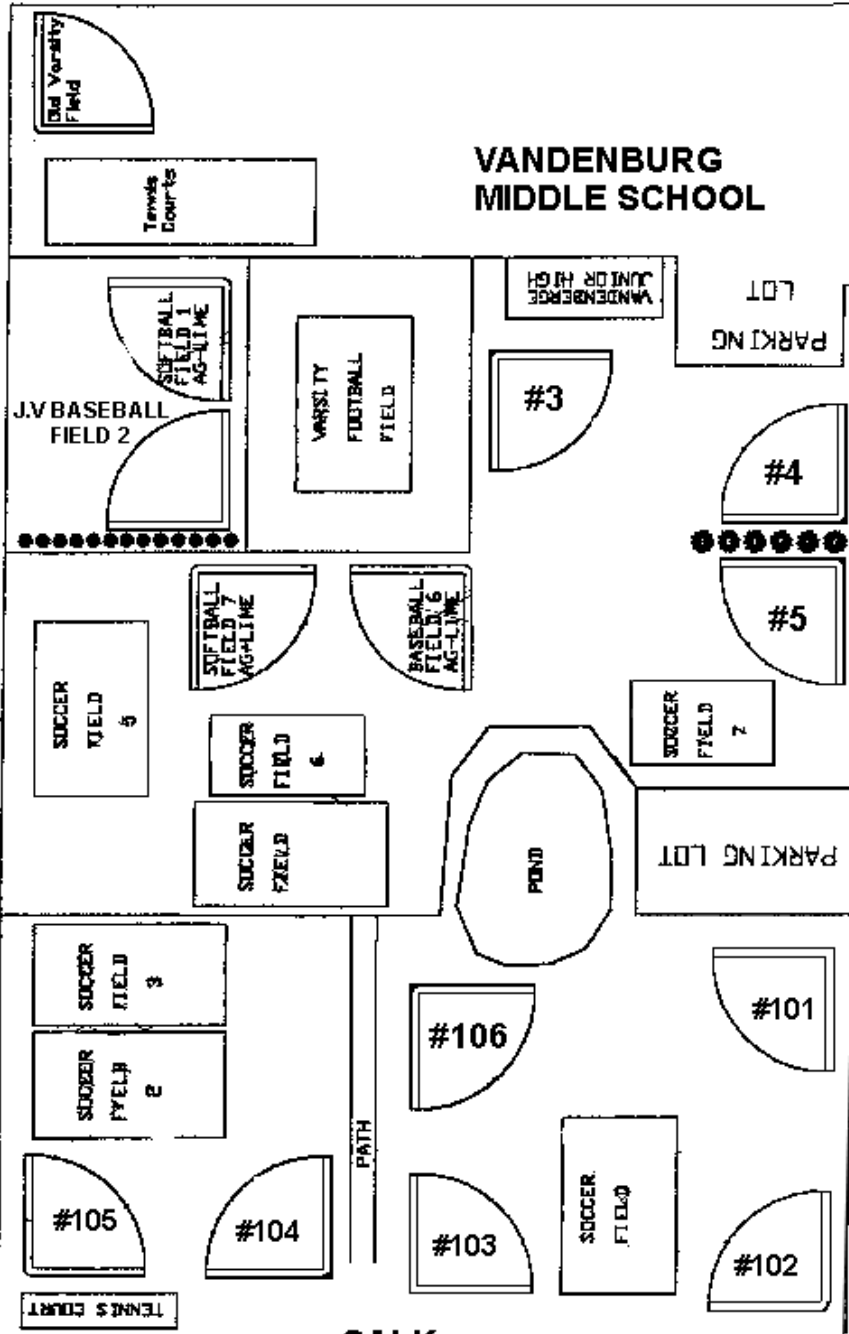 Old Varsity
Field
Tennis
Courts
VANDENBURG
MIDDLE SCHOOL
VANDENBERGE
JUNIOR HIGH
PARKING
LOT
SOFTBALL
FIELD 1
AG-LIME
J.V BASEBALL
FIELD 2
VARSITY
FOOTBALL
FIELD
#3
#4
#5
SOFTBALL
FIELD 7
AG-LIME
BASEBALL
FIELD 6
AG-LIME
SOCCER
FIELD
5
SOCCER
FIELD
6
SOCCER
FIELD
7
SOCCER
FIELD
POND
PARKING LOT
SOCCER
FIELD
3
SOCCER
FIELD
2
#106
#101
PATH
#105
#104
#103
SOCCER
FIELD
#102
TENNIS COURT